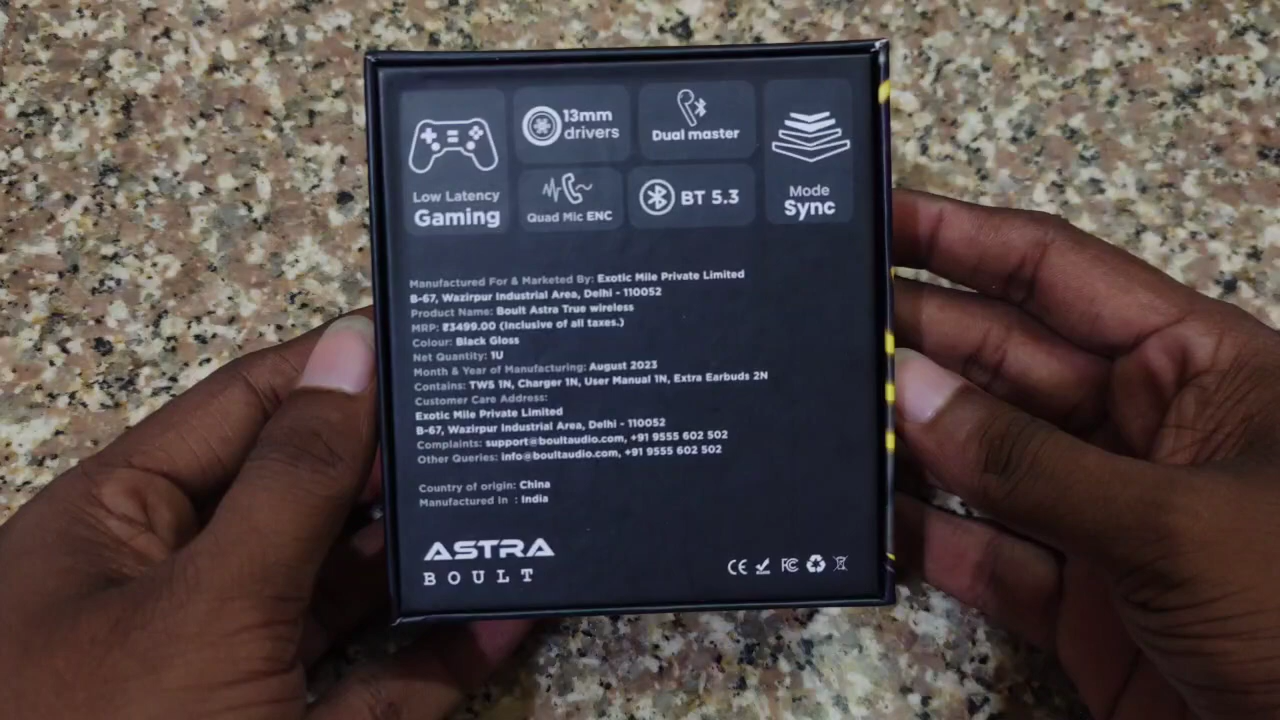 Low Latency
Gaming
13mm
drivers
Dual master
Quad Mic ENC
BT 5.3
Mode
Sync
Manufactured For & Marketed By: Exotic Mile Private Limited
B-67, Wazirpur Industrial Area, Delhi - 110052
Product Name: Boult Astra True wireless
MRP: ₹3499.00 (Inclusive of all taxes.)
Colour: Black Gloss
Net Quantity: 1U
Month & Year of Manufacturing: August 2023
Contains: TWS 1N, Charger 1N, User Manual 1N, Extra Earbuds 2N
Customer Care Address:
Exotic Mile Private Limited
B-67, Wazirpur Industrial Area, Delhi - 110052
Complaints: support@boultaudio.com, +91 9555 602 502
Other Queries: info@boultaudio.com, +91 9555 602 502
Country of origin: China
Manufactured In : India
ASTRA
BOULT
CE FC